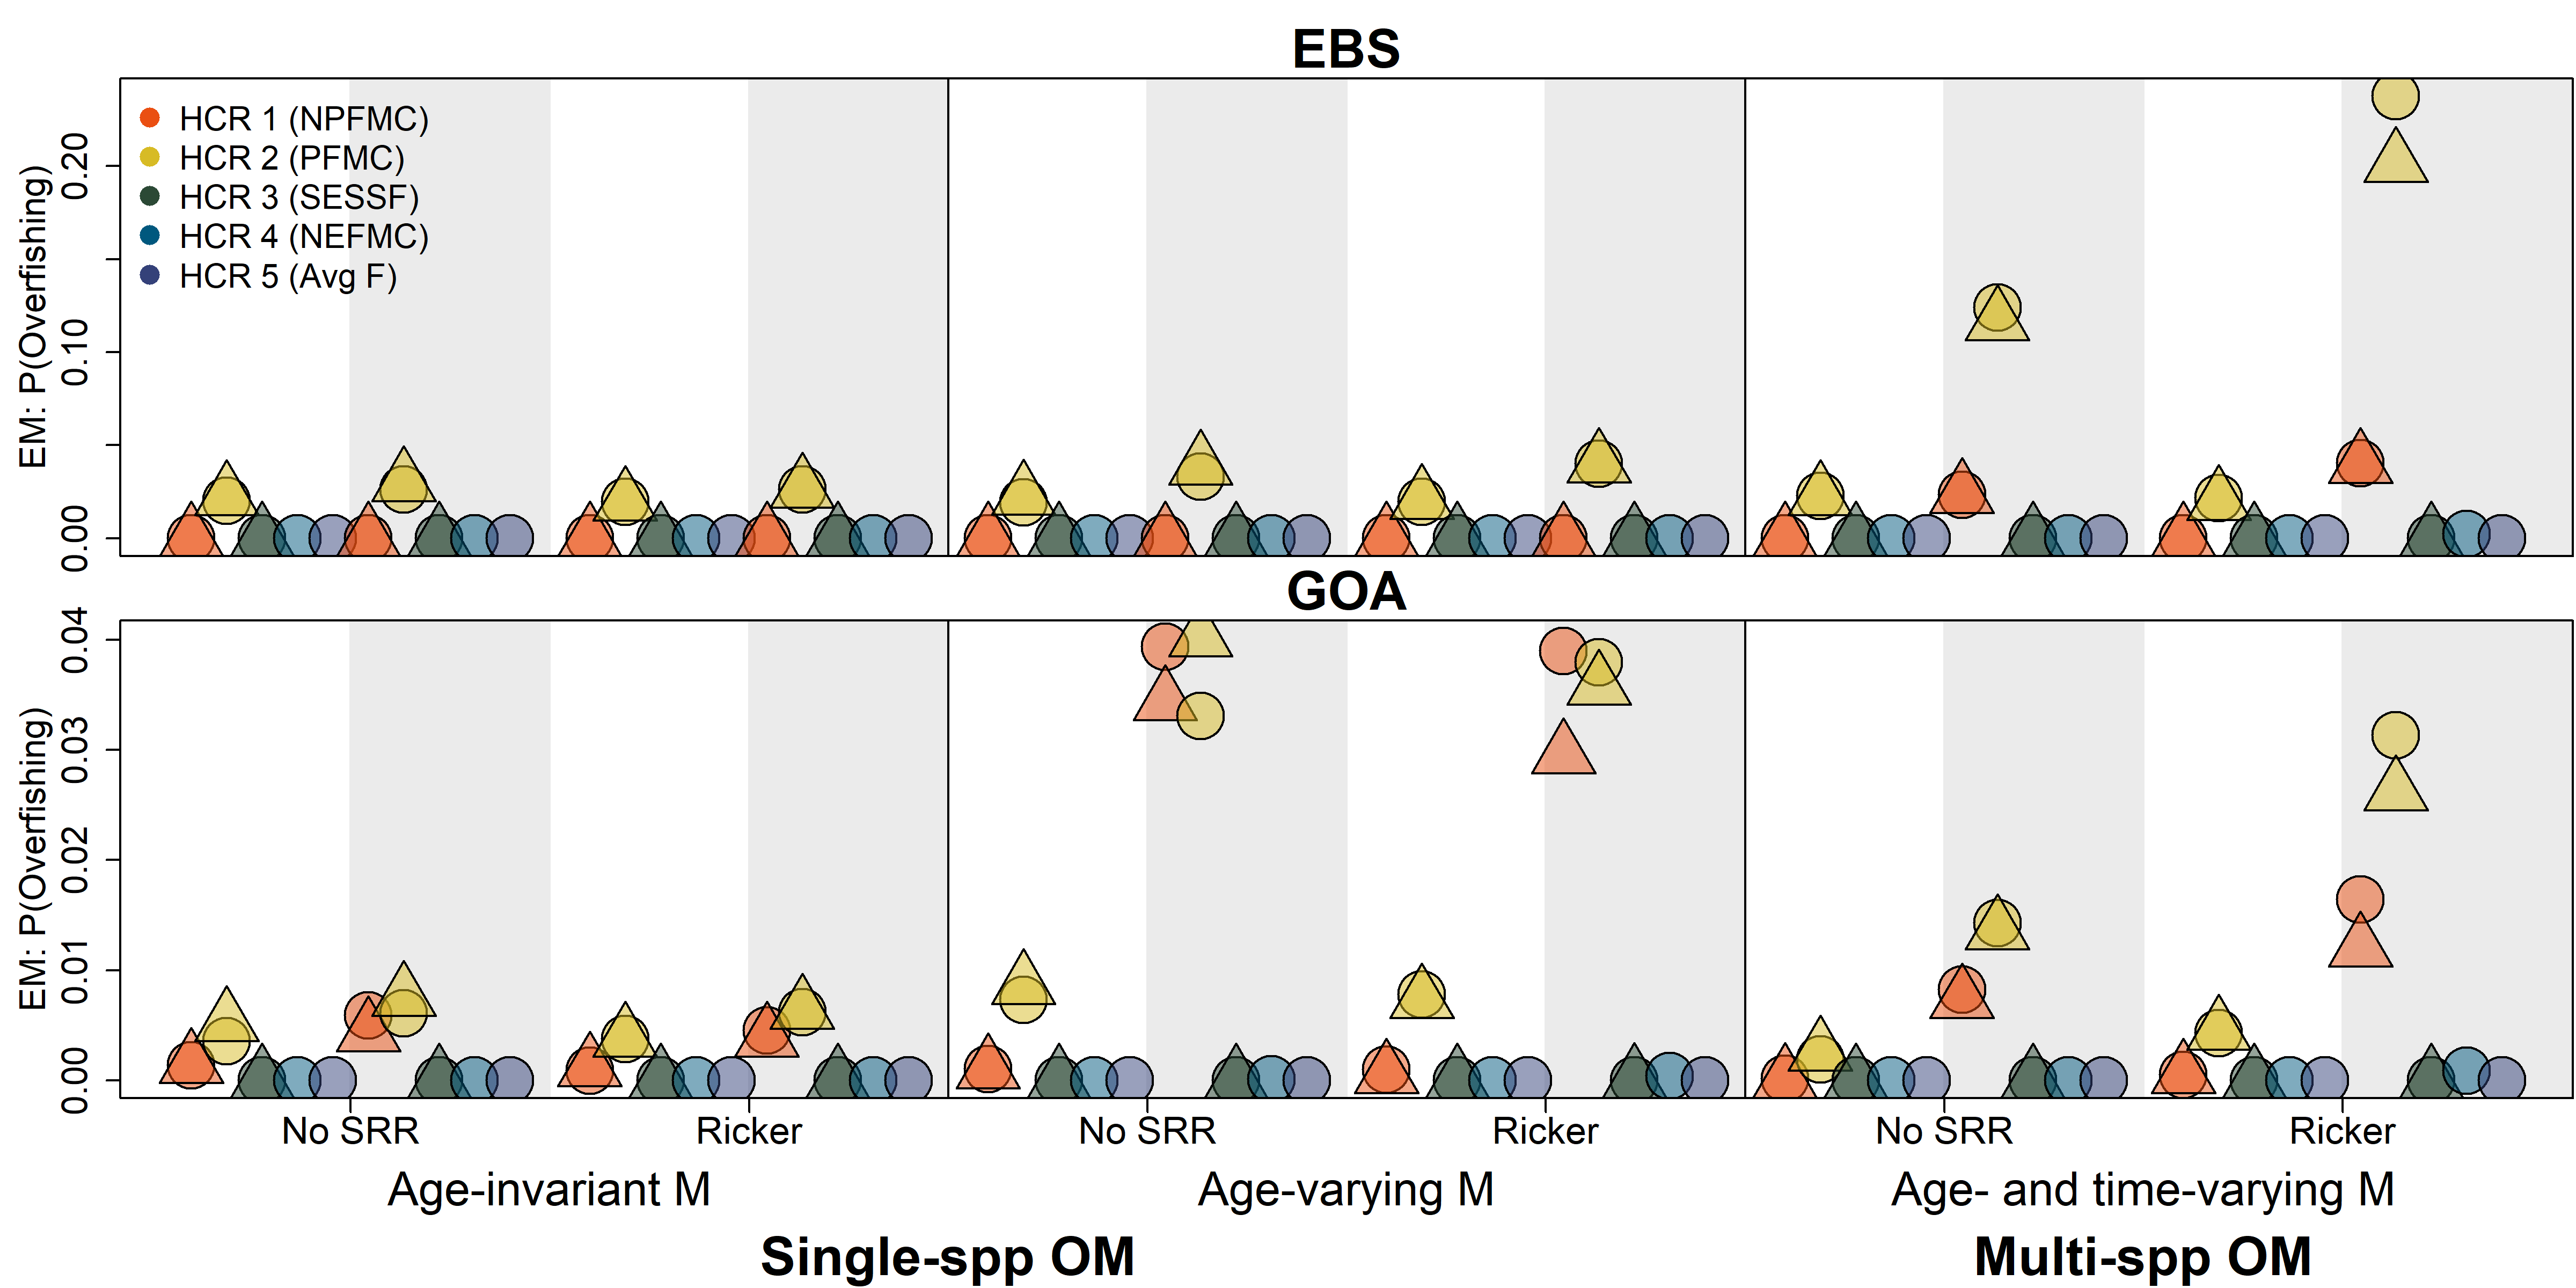 EBS
HCR 1 (NPFMC)
HCR 2 (PFMC)
HCR 3 (SESSF)
HCR 4 (NEFMC)
HCR 5 (Avg F)
EM: P(Overfishing)
0.20
0.10
0.00
GOA
EM: P(Overfishing)
0.04
0.03
0.02
0.01
0.00
No SRR Ricker No SRR Ricker No SRR Ricker
Age-invariant M Age-varying M Age- and time-varying M
Single-spp OM Multi-spp OM